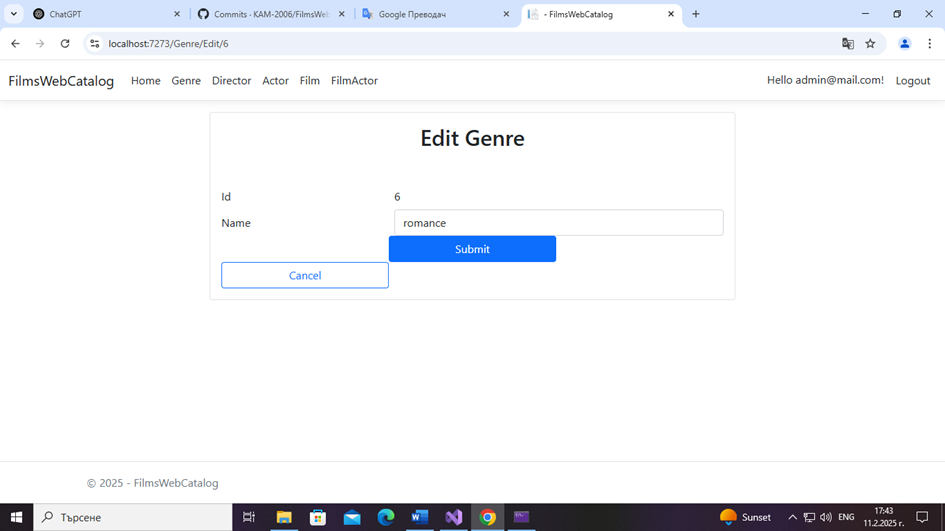 ChatGPT
Commits · KAM-2006/FilmsWeb
Google Преводач
- FilmsWebCatalog
localhost:7273/Genre/Edit/6
FilmsWebCatalog Home Genre Director Actor Film FilmActor Hello admin@mail.com! Logout
Edit Genre
Id 6
Name romance
Submit
Cancel
© 2025 - FilmsWebCatalog
Търсене
Sunset
ENG
17:43
11.2.2025 г.